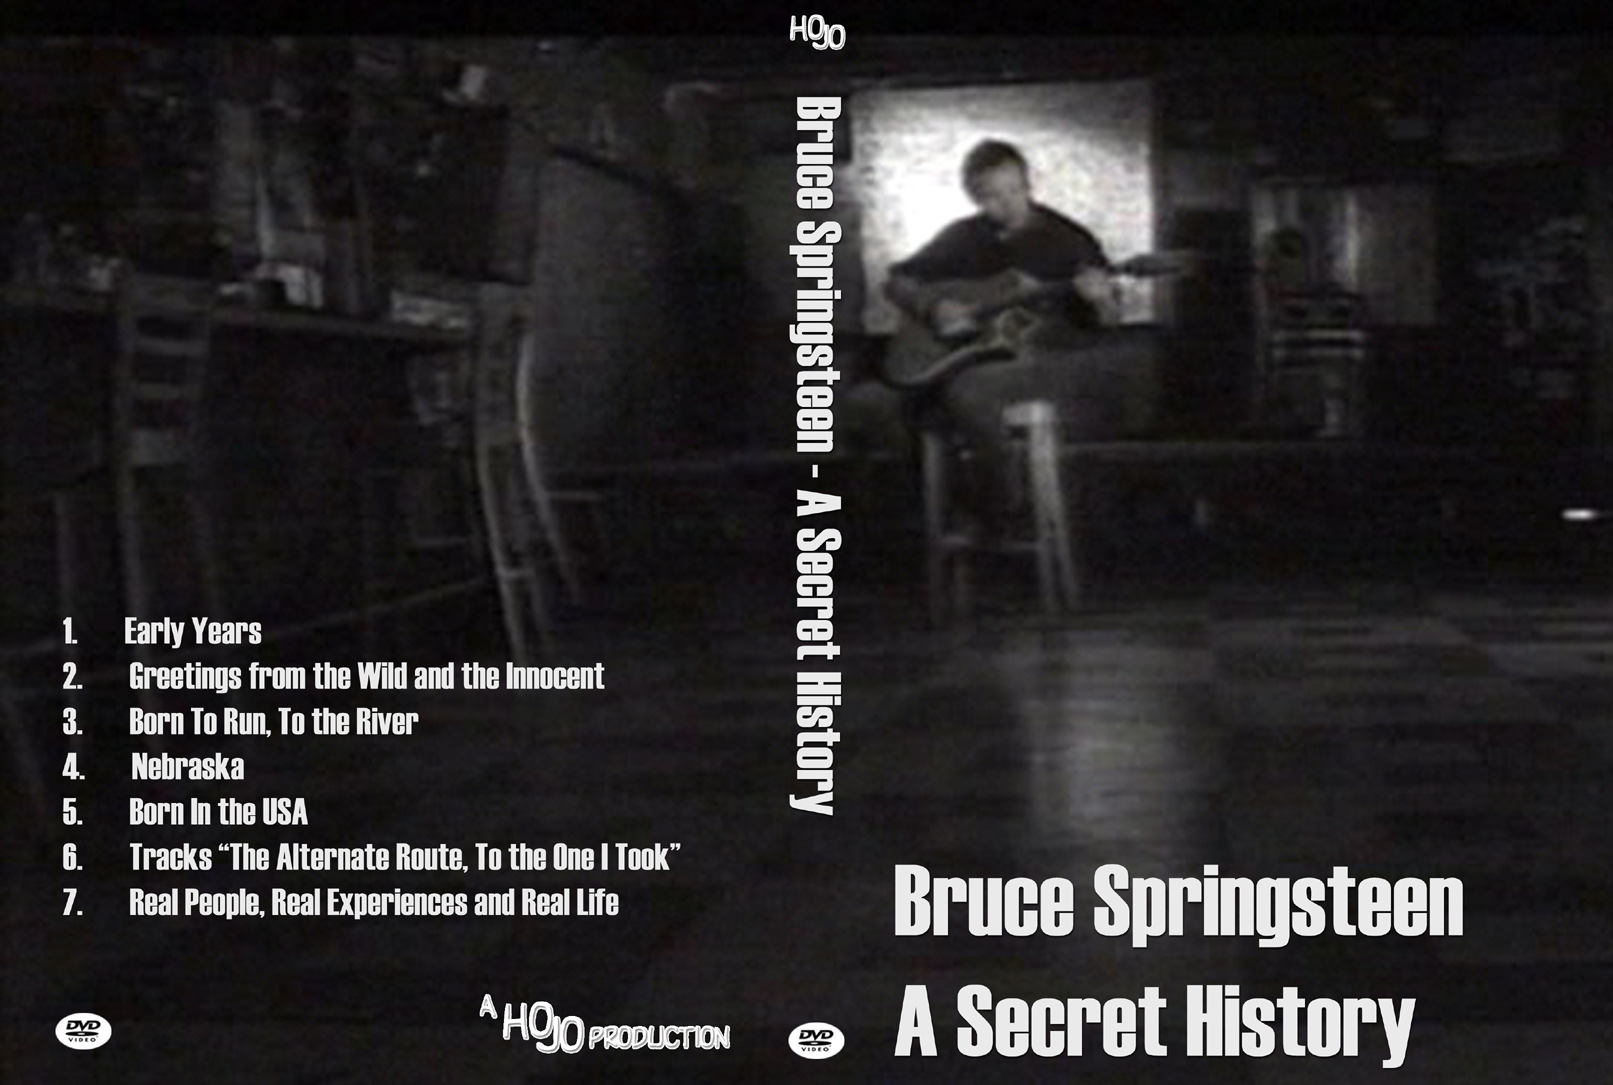 1. Early Years
2. Greetings from the Wild and the Innocent
3. Born To Run, To the River
4. Nebraska
5. Born In the USA
6. Tracks “The Alternate Route, To the One I Took”
7. Real People, Real Experiences and Real Life
DVD
VIDEO
A HOJO PRODUCTION
HOJO
Bruce Springsteen - A Secret History
DVD
VIDEO
Bruce Springsteen
A Secret History